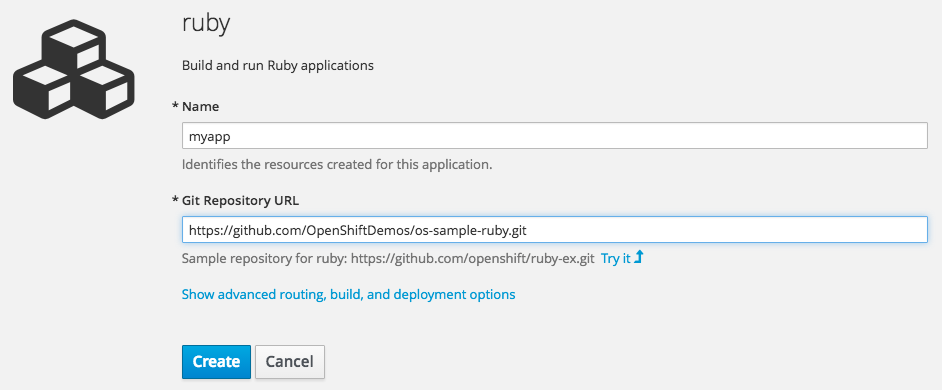 ruby
Build and run Ruby applications
* Name
myapp
Identifies the resources created for this application.
* Git Repository URL
https://github.com/OpenShiftDemos/os-sample-ruby.git
Sample repository for ruby: https://github.com/openshift/ruby-ex.git Try it
Show advanced routing, build, and deployment options
Create Cancel